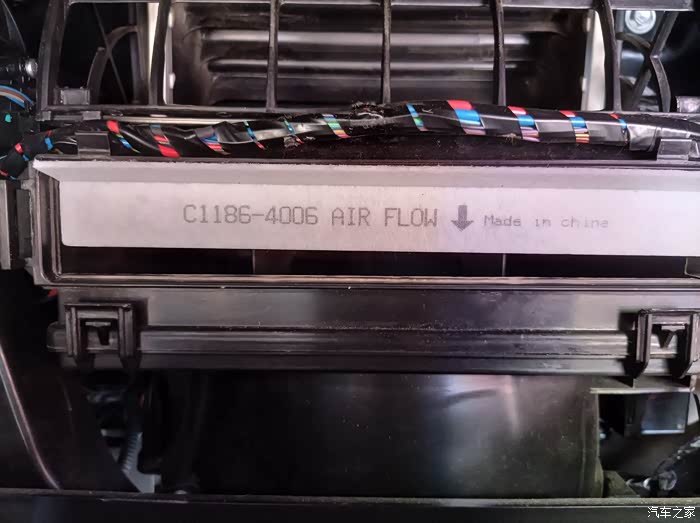 C1186-4006 AIR FLOW ↓ Made in china
汽车之家